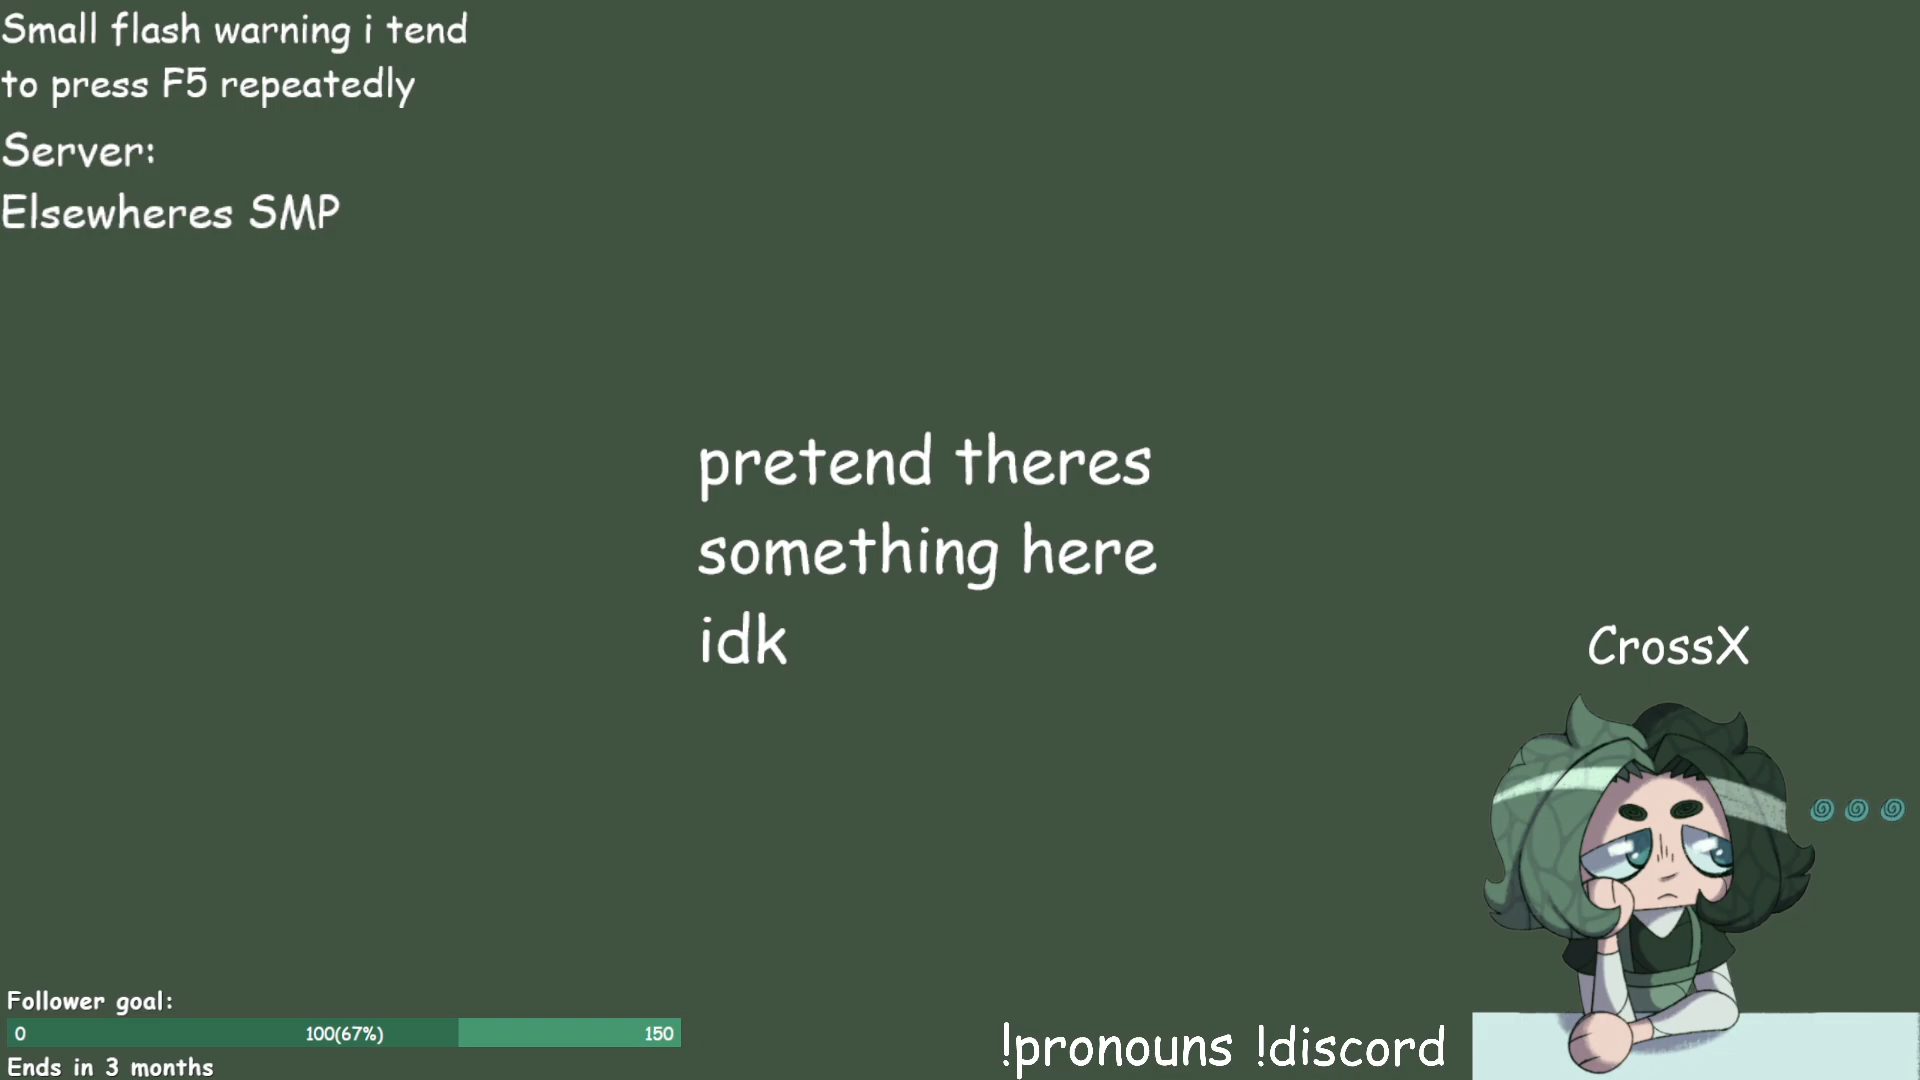 Small flash warning i tend
to press F5 repeatedly
Server:
Elsewheres SMP
pretend theres
something here
idk
CrossX
Follower goal:
0 100(67%) 150
Ends in 3 months
!pronouns !discord